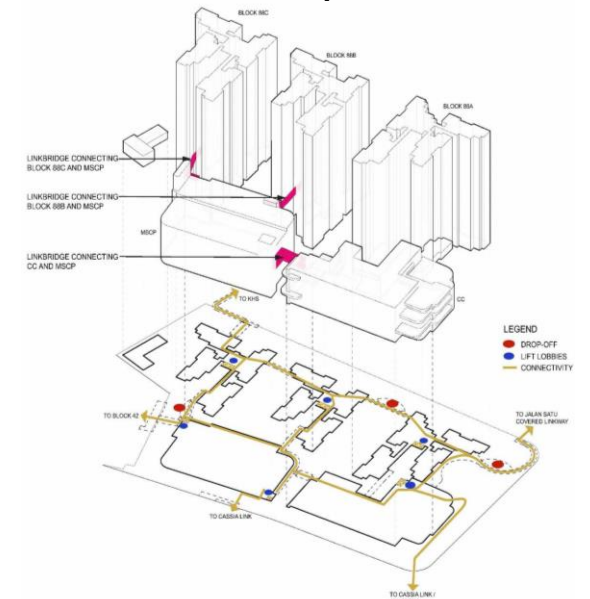 BLOCK 88C
BLOCK 88B
BLOCK 88A
LINKBRIDGE CONNECTING
BLOCK 88C AND MSCP
LINKBRIDGE CONNECTING
BLOCK 88B AND MSCP
MSCP
LINKBRIDGE CONNECTING
CC AND MSCP
TO KHS
CC
LEGEND
DROP-OFF
LIFT LOBBIES
CONNECTIVITY
TO BLOCK 42
TO JALAN SATU
COVERED LINKWAY
TO CASSIA LINK
TO CASSIA LINK /